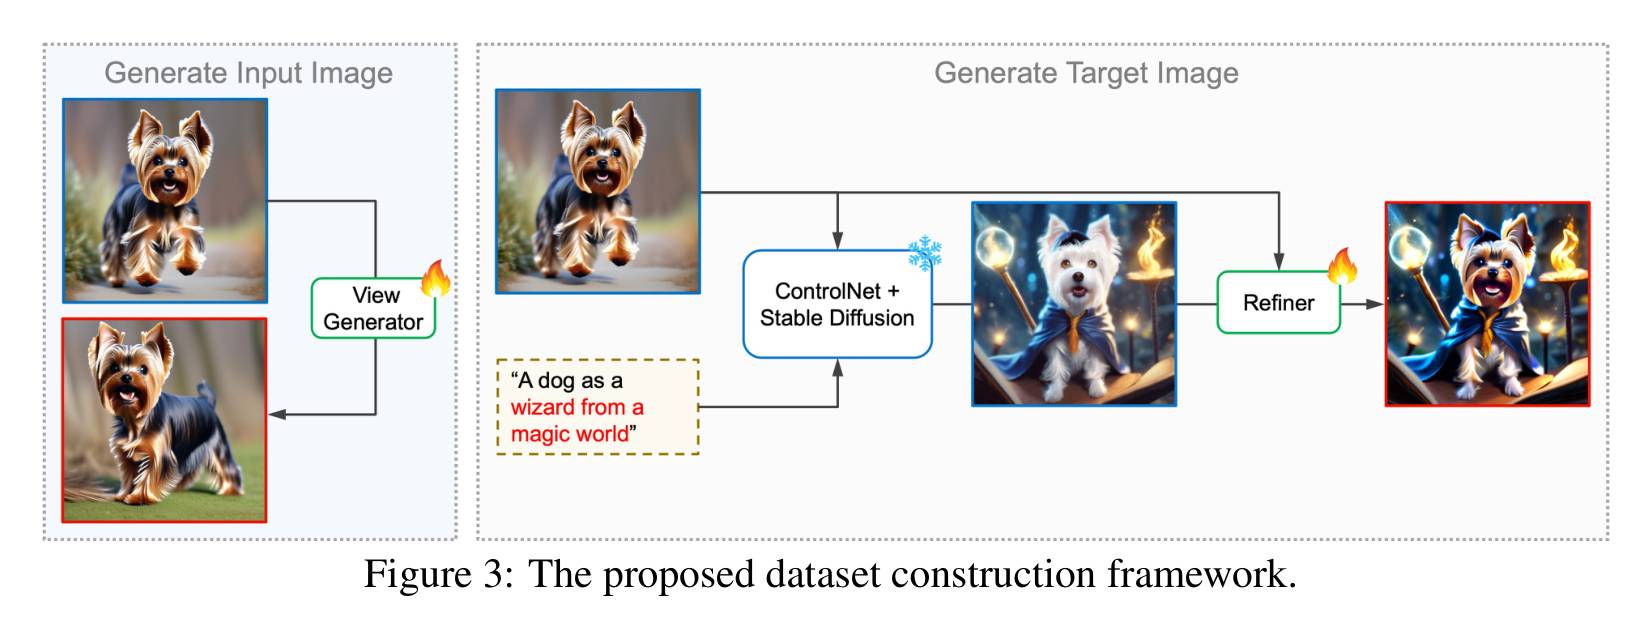 Generate Input Image
View
Generator
Generate Target Image
ControlNet +
Stable Diffusion
“A dog as a
wizard from a
magic world”
Refiner
Figure 3: The proposed dataset construction framework.